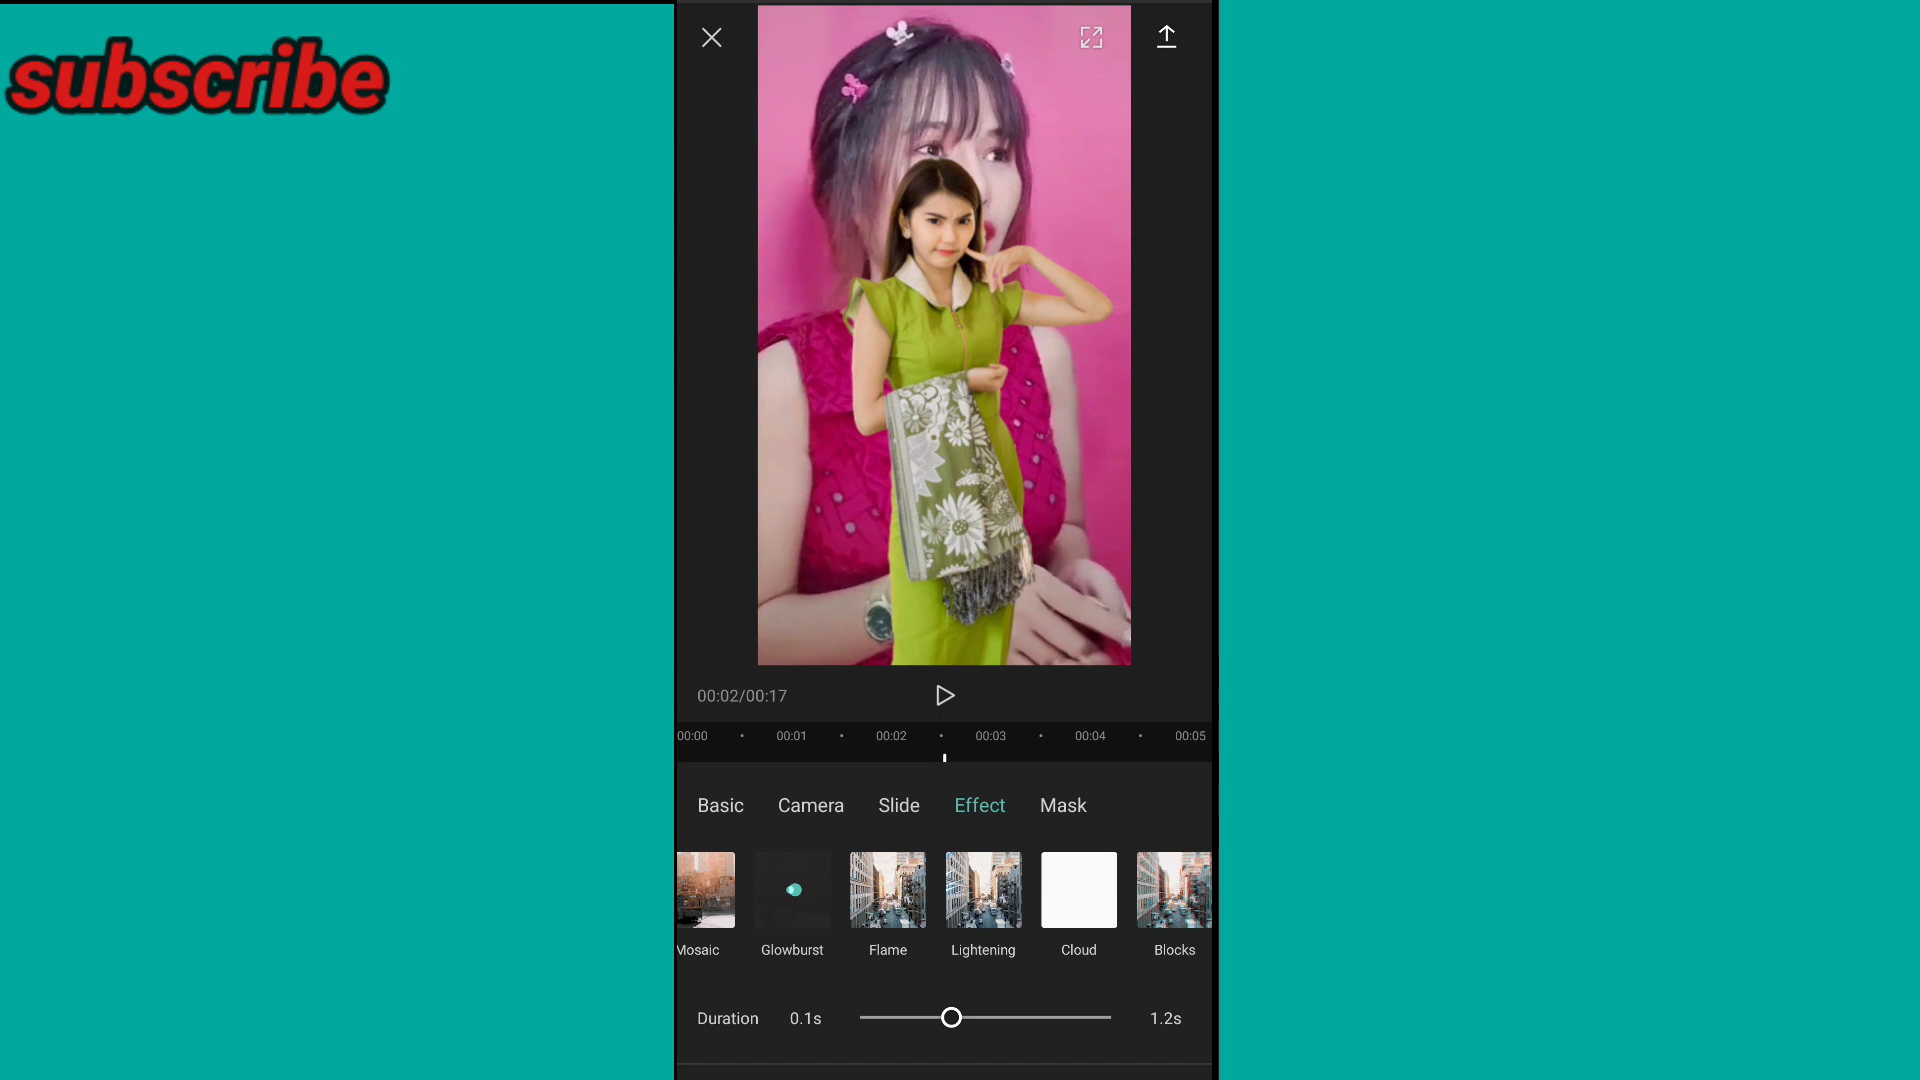 subscribe
00:02/00:17
00:00 00:01 00:02 00:03 00:04 00:05
Basic Camera Slide Effect Mask
Mosaic Glowburst Flame Lightening Cloud Blocks
Duration 0.1s 1.2s